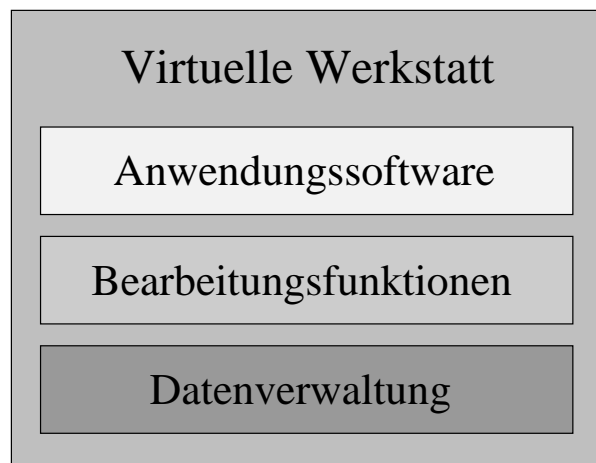 Virtuelle Werkstatt
Anwendungssoftware
Bearbeitungsfunktionen
Datenverwaltung